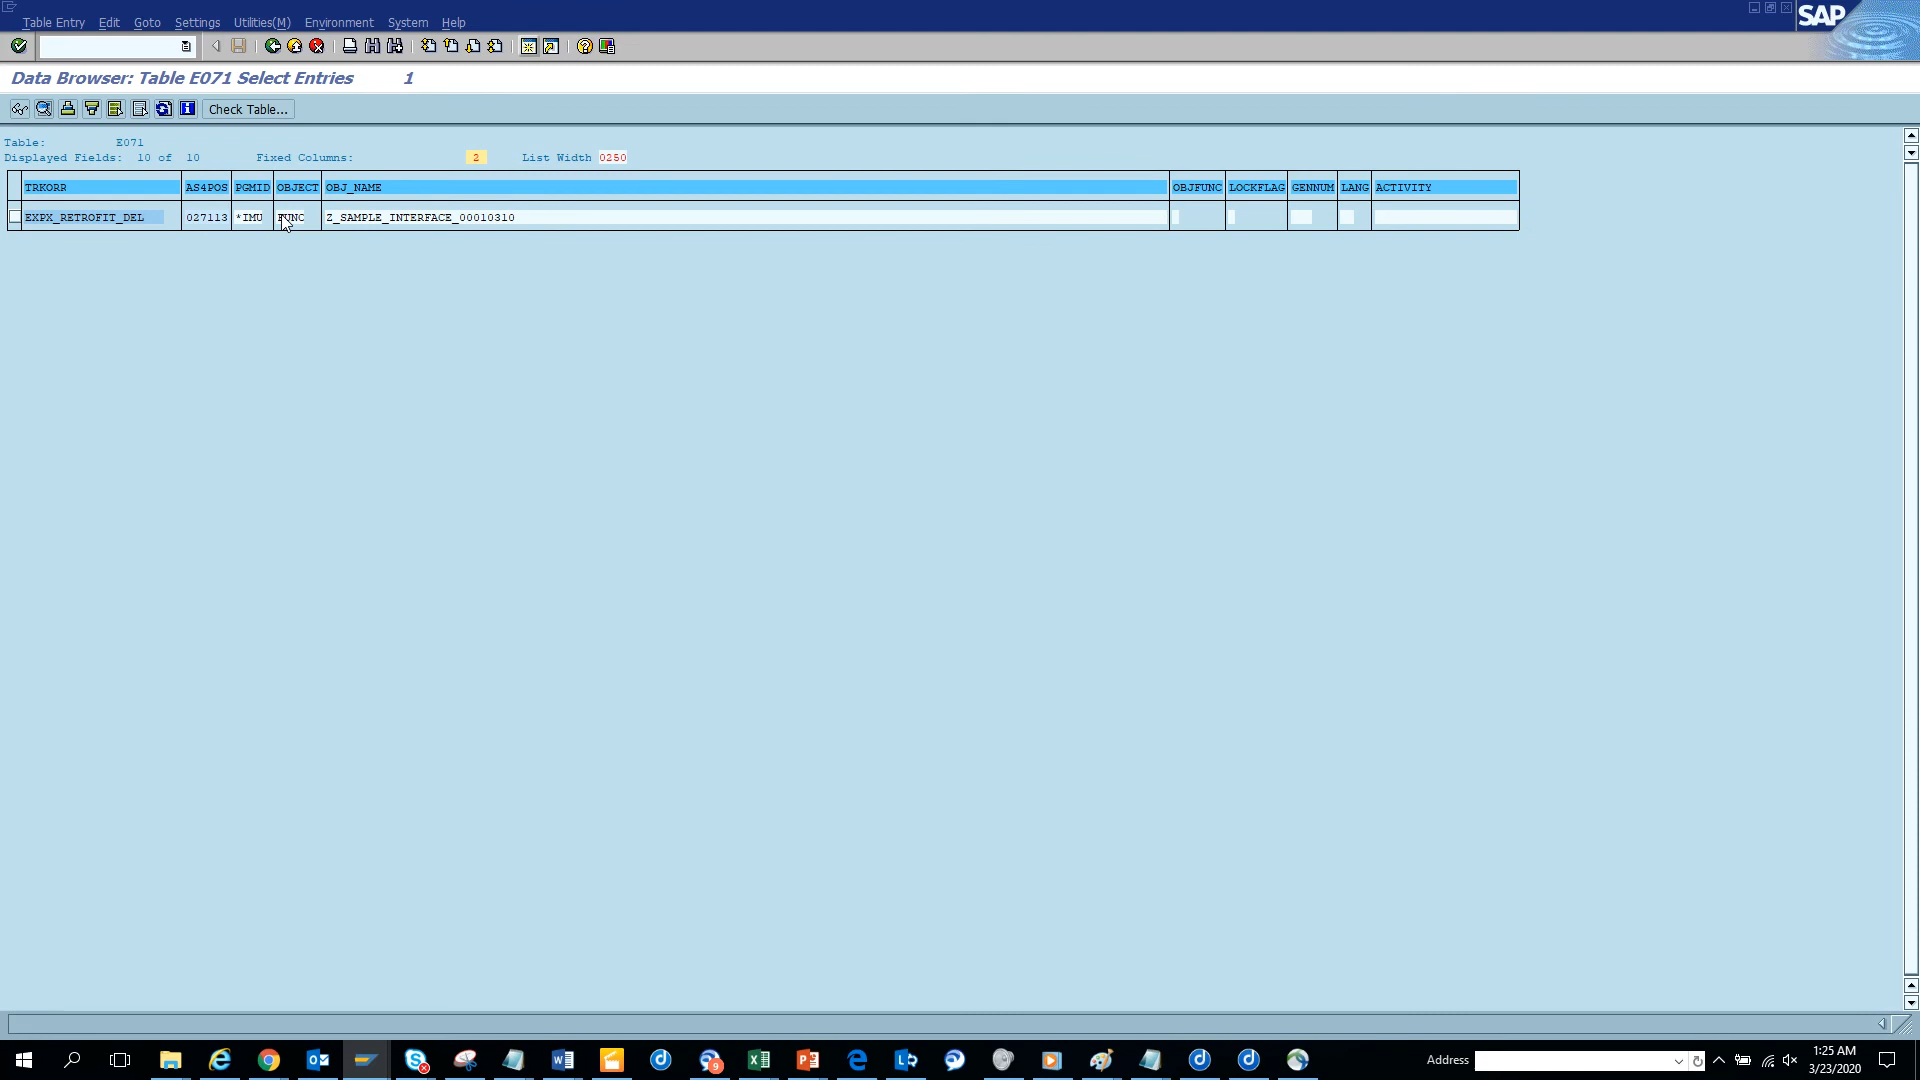 Table Entry Edit Goto Settings Utilities(M) Environment System Help
SAP
Data Browser: Table E071 Select Entries 1
Check Table...
Table: E071
Displayed Fields: 10 of 10 Fixed Columns: 2 List Width 0250
TRKORR AS4POS PGMID OBJECT OBJ_NAME OBJFUNC LOCKFLAG GENNUM LANG ACTIVITY
EXPX_RETROFIT_DEL 027113 *IMU FUNC Z_SAMPLE_INTERFACE_00010310
9
Address
1:25 AM
3/23/2020